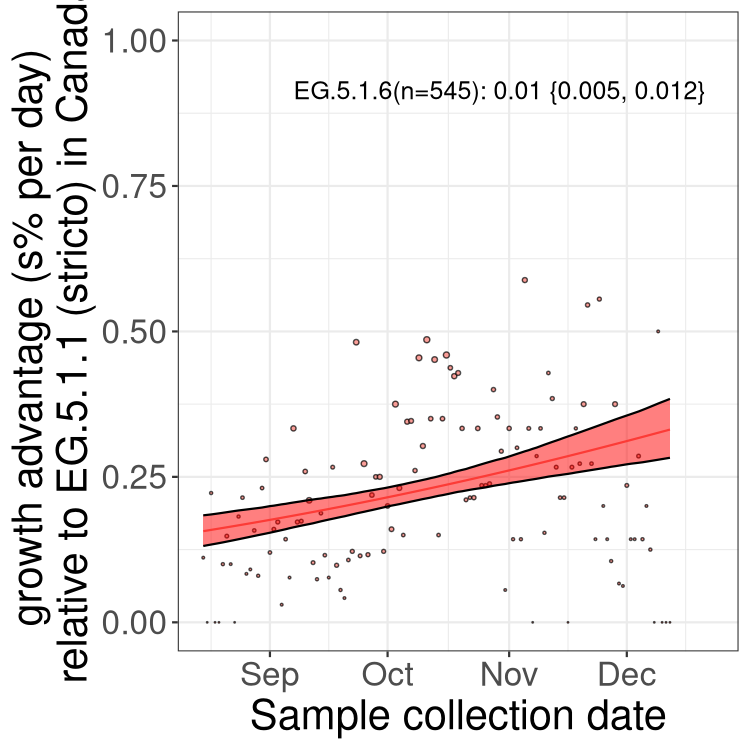 growth advantage (s% per day)
relative to EG.5.1.1 (stricto) in Canada
1.00
0.75
0.50
0.25
0.00
EG.5.1.6(n=545): 0.01 {0.005, 0.012}
Sep Oct Nov Dec
Sample collection date